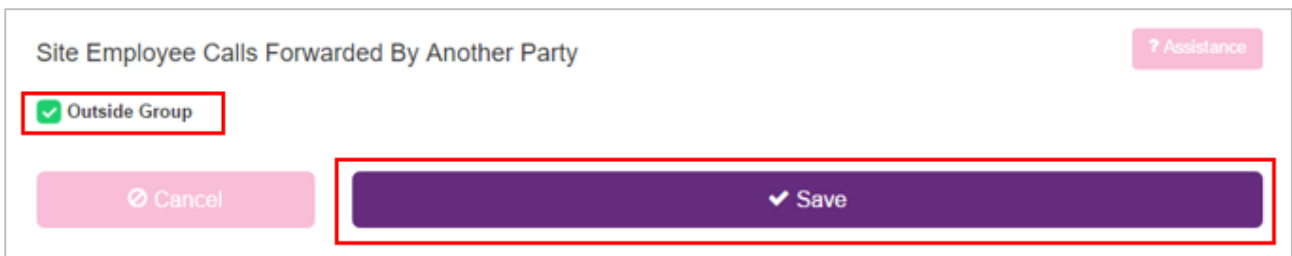 Site Employee Calls Forwarded By Another Party
? Assistance
Outside Group
Cancel
Save